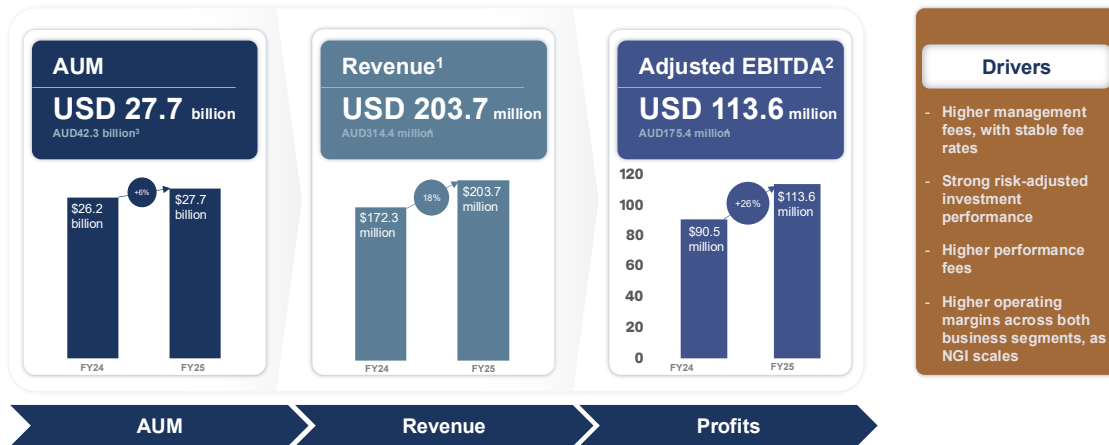 AUM
USD 27.7 billion
AUD42.3 billion³
+6%
$26.2
billion
$27.7
billion
FY24
FY25
Revenue¹
USD 203.7 million
AUD314.4 million⁴
18%
$172.3
million
$203.7
million
FY24
FY25
Adjusted EBITDA²
USD 113.6 million
AUD175.4 million⁴
120
100
80
60
40
20
0
+26%
$90.5
million
$113.6
million
FY24
FY25
Drivers
- Higher management
fees, with stable fee
rates
- Strong risk-adjusted
investment
performance
- Higher performance
fees
- Higher operating
margins across both
business segments, as
NGI scales
AUM
Revenue
Profits